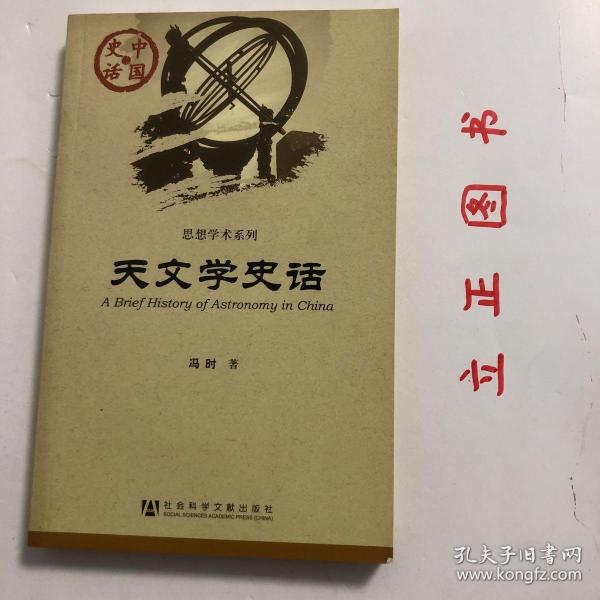 中国
史话
思想学术系列
天文学史话
A Brief History of Astronomy in China
冯时 著
社会科学文献出版社
SOCIAL SCIENCES ACADEMIC PRESS (CHINA)
立正图书
孔夫子旧书网
www.kongfz.com